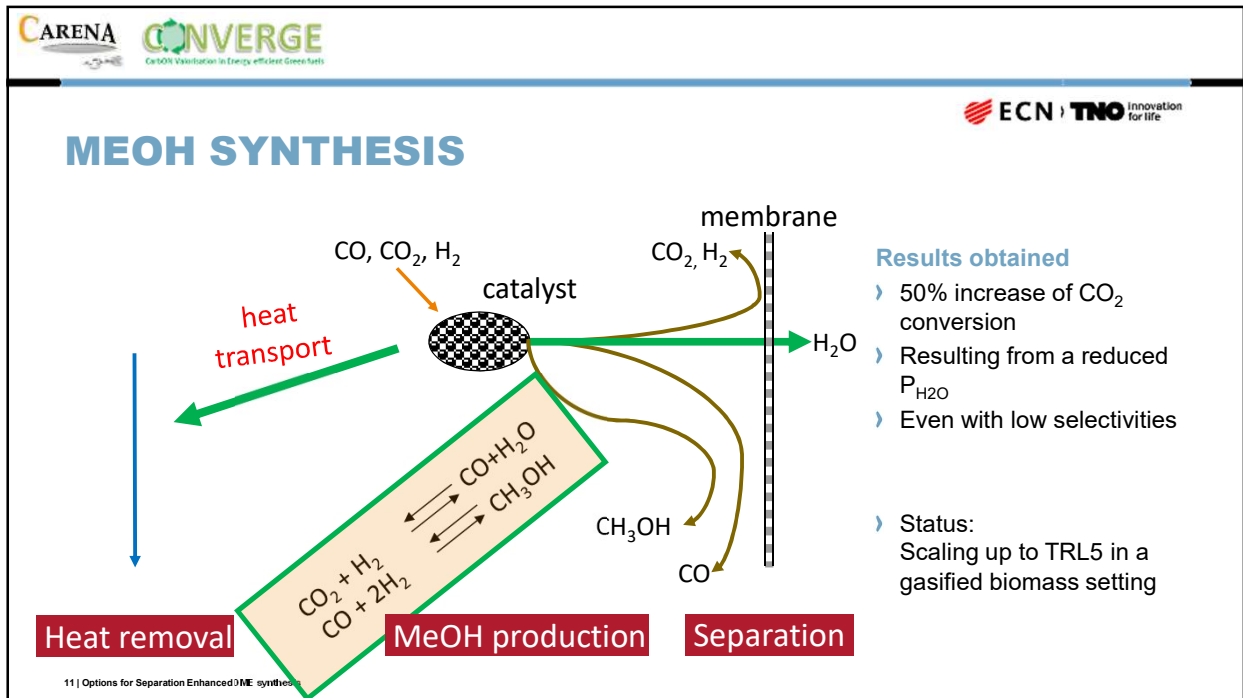 CARENA
CONVERGE
CarbON Valorisation in Energy efficient Green fuels
ECN › TNO innovation for life
MEOH SYNTHESIS
membrane
CO, CO₂, H₂
CO₂, H₂
catalyst
heat
transport
H₂O
CO₂ + H₂ ⇌ CO+H₂O
CO + 2H₂ ⇌ CH₃OH
CH₃OH
CO
Heat removal
MeOH production
Separation
Results obtained
› 50% increase of CO₂
conversion
› Resulting from a reduced
P_H2O
› Even with low selectivities
› Status:
Scaling up to TRL5 in a
gasified biomass setting
11 | Options for Separation Enhanced DME synthesis